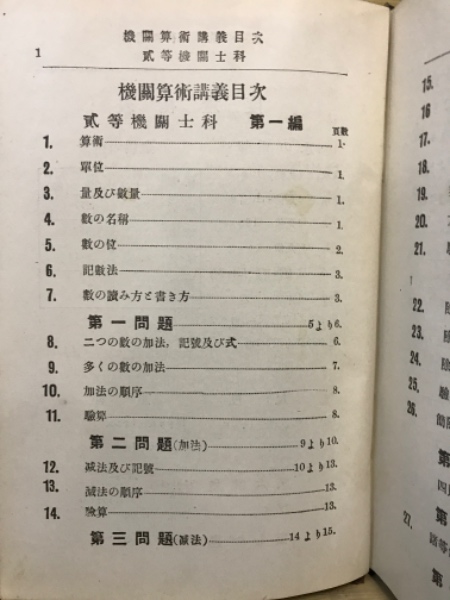 機關算術講義目次
1 貳等機關士科
機關算術講義目次
貳等機關士科 第一編 頁數
1. 算術 1.
2. 單位 1.
3. 量及び數量 1.
4. 數の名稱 1.
5. 數の位 2.
6. 記數法 3.
7. 數の讀み方と書き方 3.
第一問題 5より6.
8. 二つの數の加法，記號及び式 6.
9. 多くの數の加法 7.
10. 加法の順序 8.
11. 驗算 8.
第二問題(加法) 9より10.
12. 減法及び記號 10より13.
13. 減法の順序 13.
14. 驗算 13.
第三問題(減法) 14より15.
15.
16
17.
18.
19.
20.
21.
22.
23.
24.
25.
26.
第
四
第
27.
諸等
第